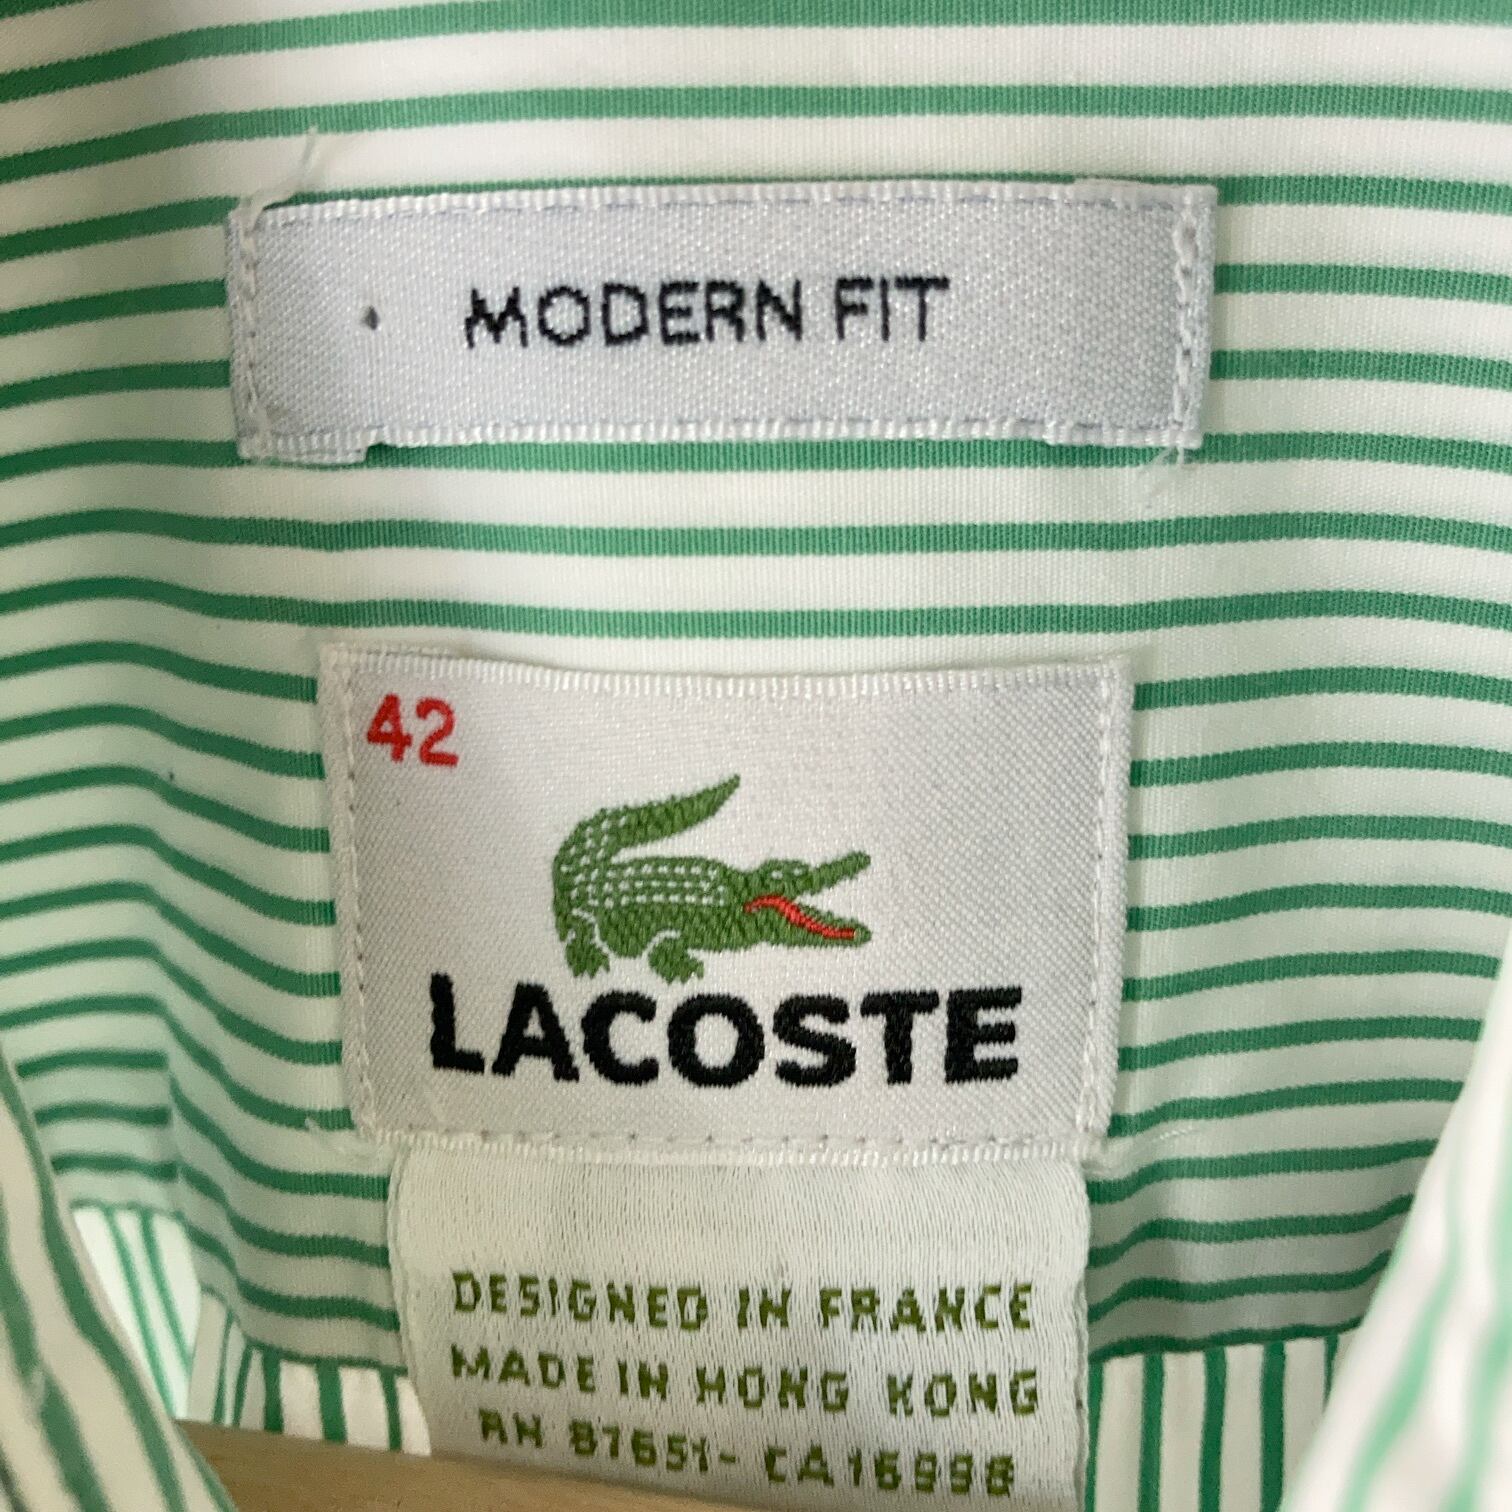 MODERN FIT
42
LACOSTE
DESIGNED IN FRANCE
MADE IN HONG KONG
RN 87651- CA16998